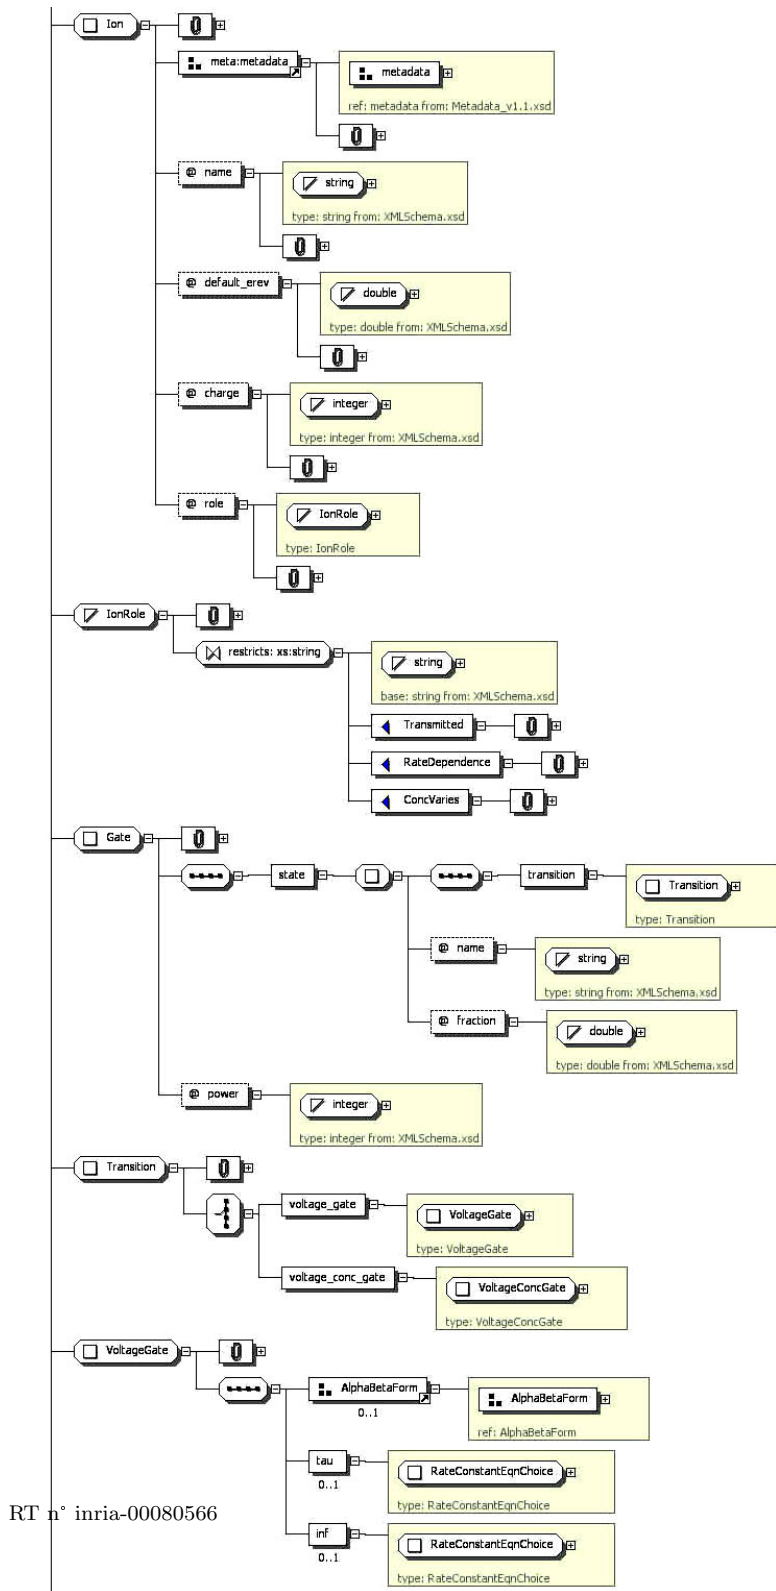 Ion
meta:metadata
metadata
ref: metadata from: Metadata_v1.1.xsd
@ name
string
type: string from: XMLSchema.xsd
@ default_erev
double
type: double from: XMLSchema.xsd
@ charge
integer
type: integer from: XMLSchema.xsd
@ role
IonRole
type: IonRole
IonRole
restricts: xs:string
string
base: string from: XMLSchema.xsd
Transmitted
RateDependence
ConcVaries
Gate
state
transition
Transition
type: Transition
@ name
string
type: string from: XMLSchema.xsd
@ fraction
double
type: double from: XMLSchema.xsd
@ power
integer
type: integer from: XMLSchema.xsd
Transition
voltage_gate
VoltageGate
type: VoltageGate
voltage_conc_gate
VoltageConcGate
type: VoltageConcGate
VoltageGate
AlphaBetaForm
0..1
AlphaBetaForm
ref: AlphaBetaForm
tau
0..1
RateConstantEqnChoice
type: RateConstantEqnChoice
RT n° inria-00080566
inf
0..1
RateConstantEqnChoice
type: RateConstantEqnChoice